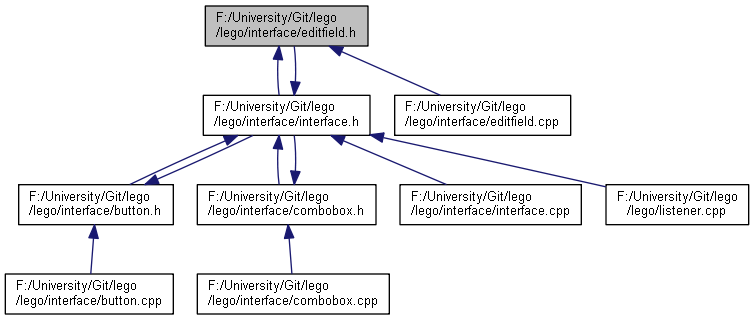 F:/University/Git/lego
/lego/interface/editfield.h
F:/University/Git/lego
/lego/interface/interface.h
F:/University/Git/lego
/lego/interface/editfield.cpp
F:/University/Git/lego
/lego/interface/button.h
F:/University/Git/lego
/lego/interface/combobox.h
F:/University/Git/lego
/lego/interface/interface.cpp
F:/University/Git/lego
/lego/listener.cpp
F:/University/Git/lego
/lego/interface/button.cpp
F:/University/Git/lego
/lego/interface/combobox.cpp